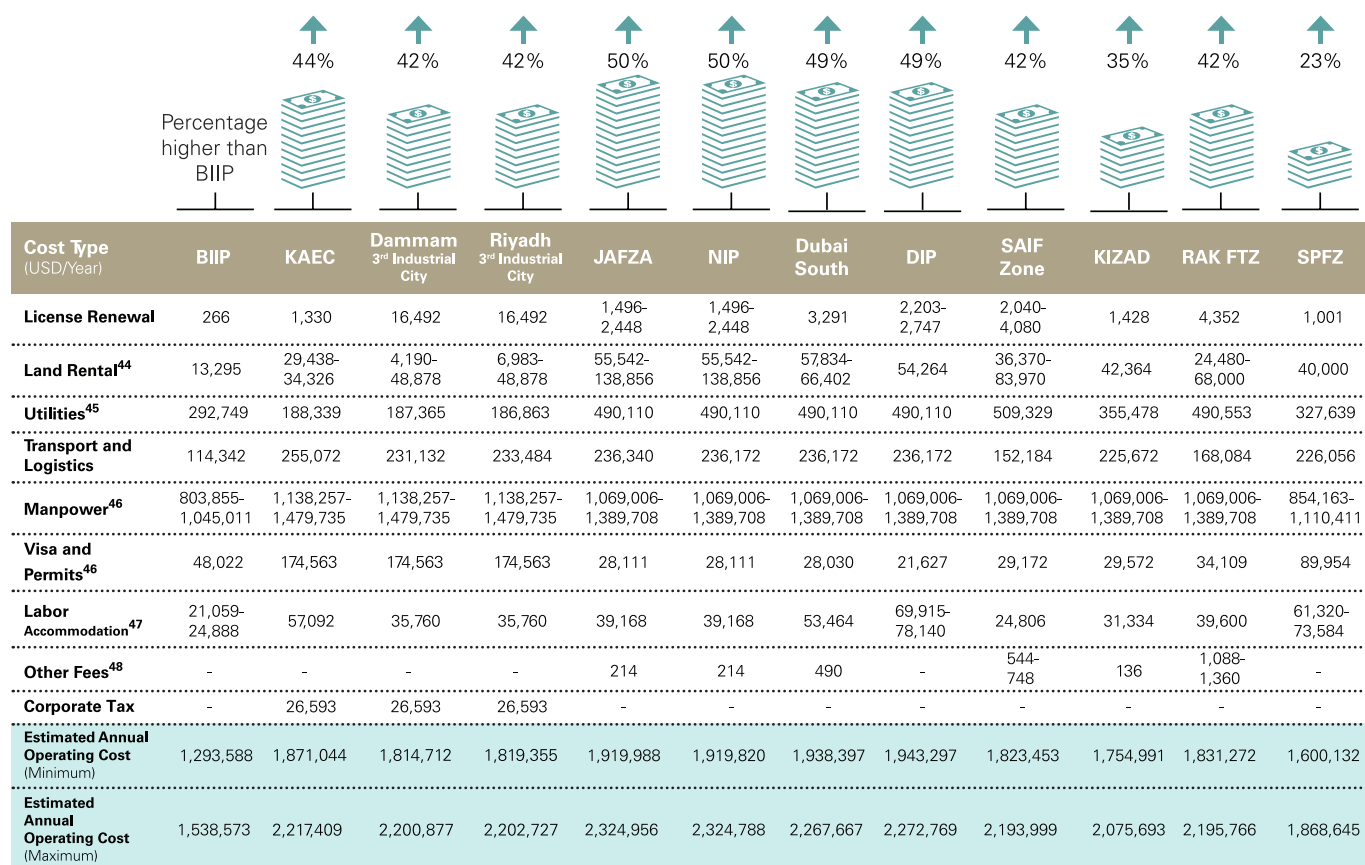 44% 42% 42% 50% 50% 49% 49% 42% 35% 42% 23%
Percentage
higher than
BIIP
Cost Type (USD/Year) BIIP KAEC Dammam 3rd Industrial City Riyadh 3rd Industrial City JAFZA NIP Dubai South DIP SAIF Zone KIZAD RAK FTZ SPFZ
License Renewal 266 1,330 16,492 16,492 1,496-2,448 1,496-2,448 3,291 2,203-2,747 2,040-4,080 1,428 4,352 1,001
Land Rental44 13,295 29,438-34,326 4,190-48,878 6,983-48,878 55,542-138,856 55,542-138,856 57,834-66,402 54,264 36,370-83,970 42,364 24,480-68,000 40,000
Utilities45 292,749 188,339 187,365 186,863 490,110 490,110 490,110 490,110 509,329 355,478 490,553 327,639
Transport and Logistics 114,342 255,072 231,132 233,484 236,340 236,172 236,172 236,172 152,184 225,672 168,084 226,056
Manpower46 803,855-1,045,011 1,138,257-1,479,735 1,138,257-1,479,735 1,138,257-1,479,735 1,069,006-1,389,708 1,069,006-1,389,708 1,069,006-1,389,708 1,069,006-1,389,708 1,069,006-1,389,708 1,069,006-1,389,708 1,069,006-1,389,708 854,163-1,110,411
Visa and Permits46 48,022 174,563 174,563 174,563 28,111 28,111 28,030 21,627 29,172 29,572 34,109 89,954
Labor Accommodation47 21,059-24,888 57,092 35,760 35,760 39,168 39,168 53,464 69,915-78,140 24,806 31,334 39,600 61,320-73,584
Other Fees48 - - - - 214 214 490 - 544-748 136 1,088-1,360 -
Corporate Tax - 26,593 26,593 26,593 - - - - - - - -
Estimated Annual Operating Cost (Minimum) 1,293,588 1,871,044 1,814,712 1,819,355 1,919,988 1,919,820 1,938,397 1,943,297 1,823,453 1,754,991 1,831,272 1,600,132
Estimated Annual Operating Cost (Maximum) 1,538,573 2,217,409 2,200,877 2,202,727 2,324,956 2,324,788 2,267,667 2,272,769 2,193,999 2,075,693 2,195,766 1,868,645